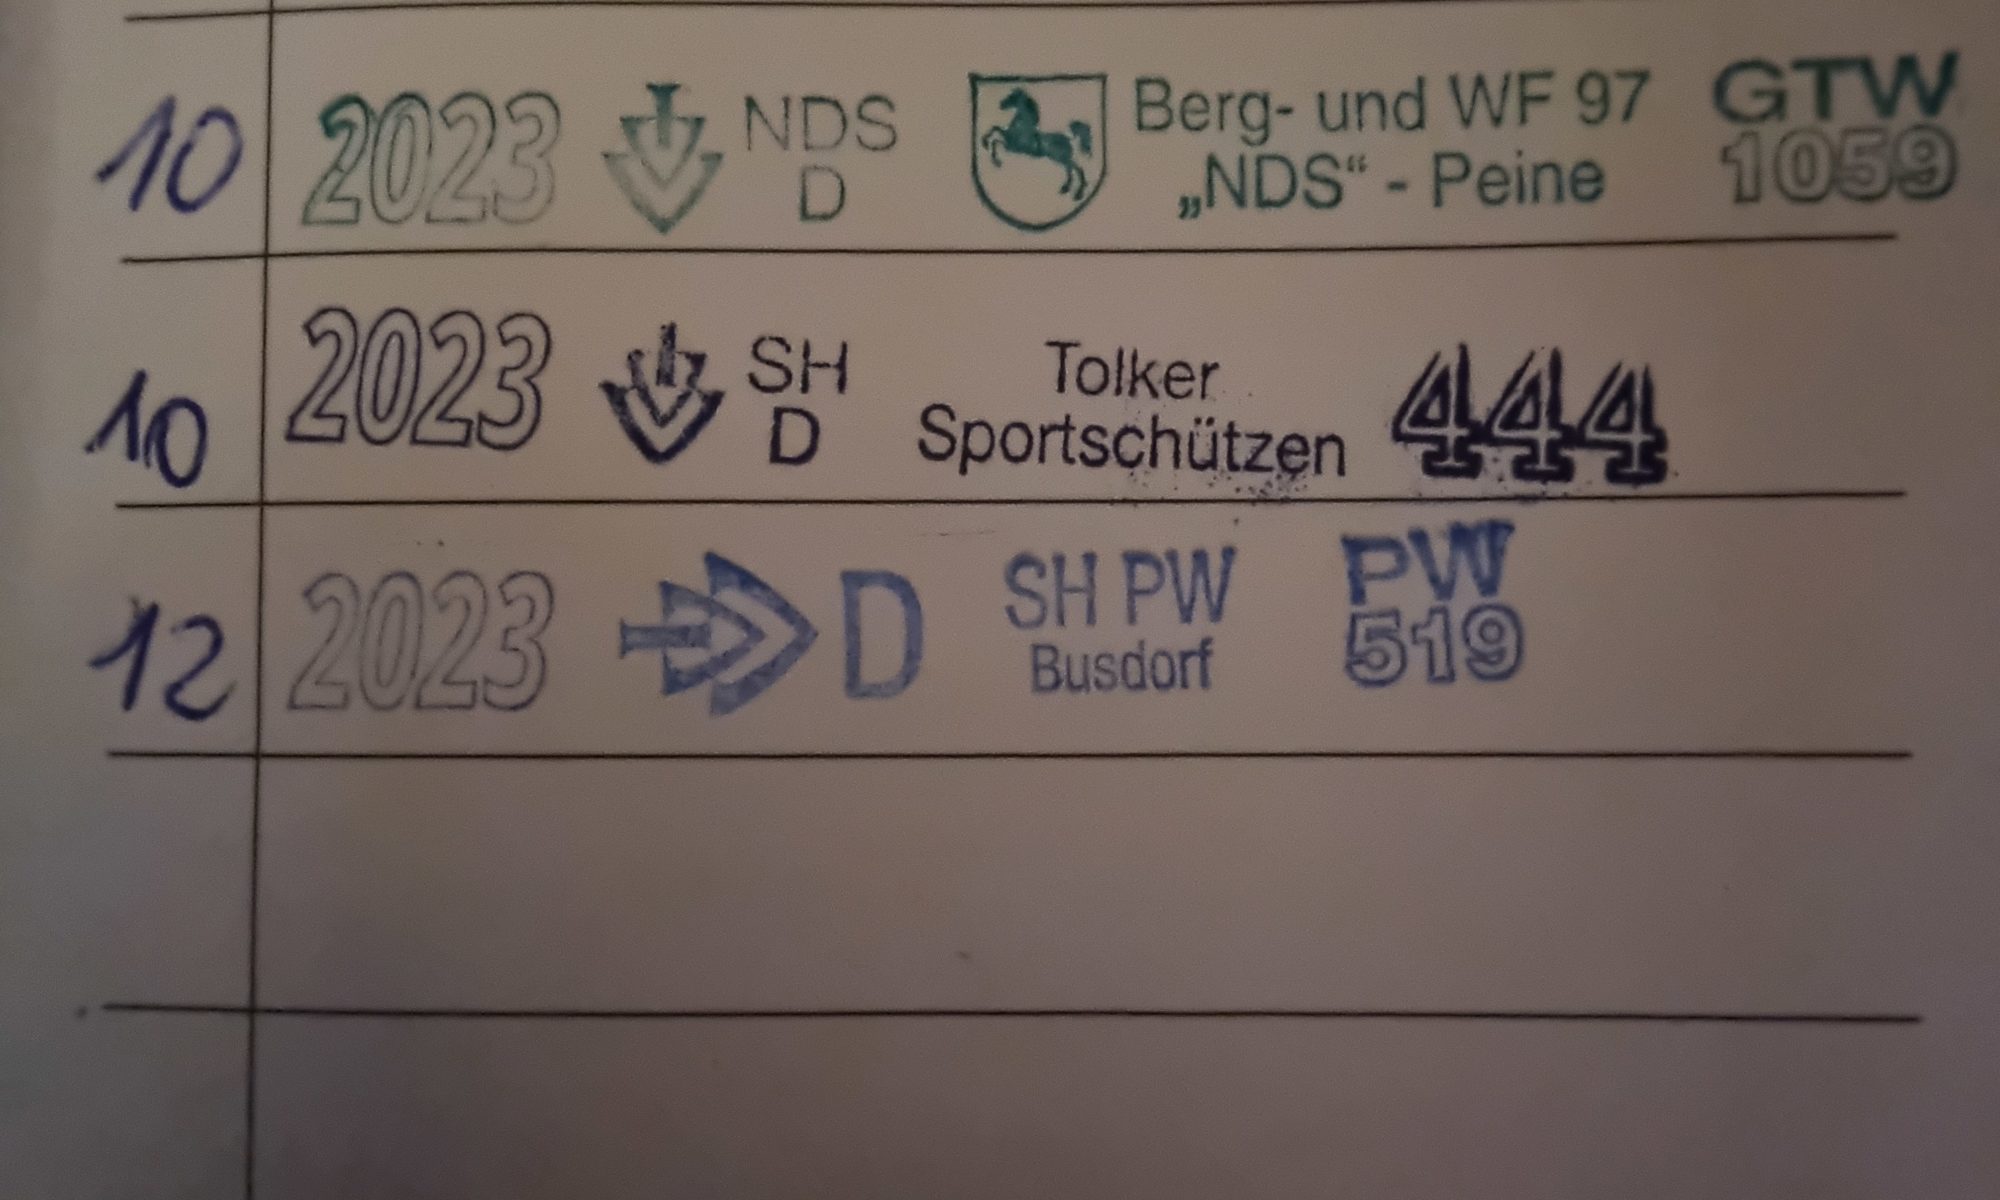 10 2023 NDS D Berg- und WF 97 „NDS“ - Peine GTW 1059
10 2023 SH D Tolker Sportschützen 444
12 2023 D SH PW Busdorf PW 519